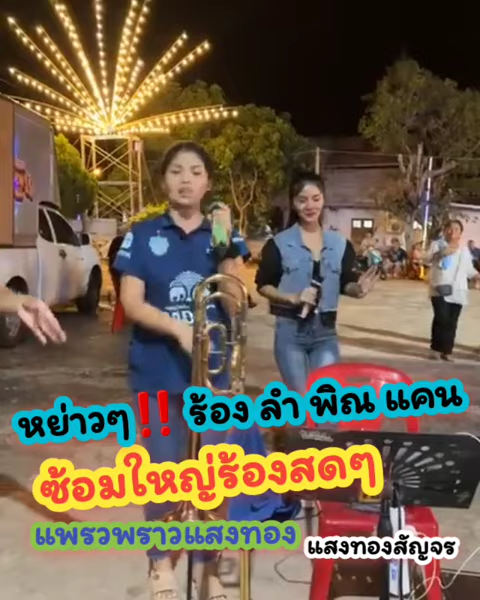 หย่าวๆ‼️ ร้อง ลำ พิณ แคน
ซ้อมใหญ่ร้องสดๆ
แพรวพราวแสงทอง
แสงทองสัญจร